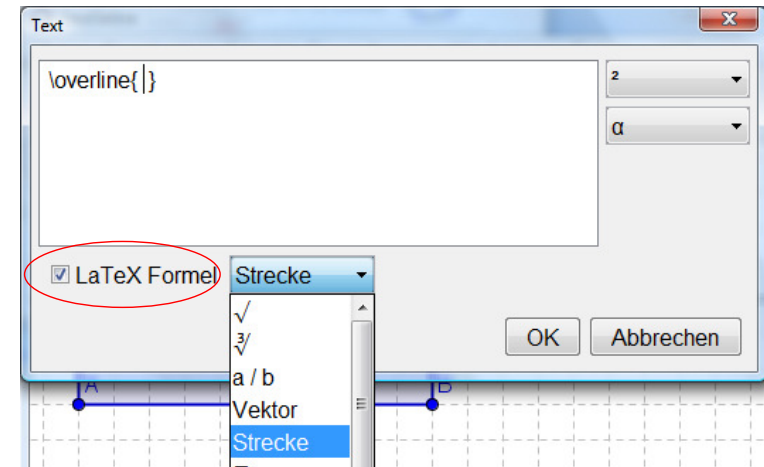 Text
\overline{ }
²
α
LaTeX Formel
Strecke
√
∛
a / b
Vektor
Strecke
OK
Abbrechen
A
B